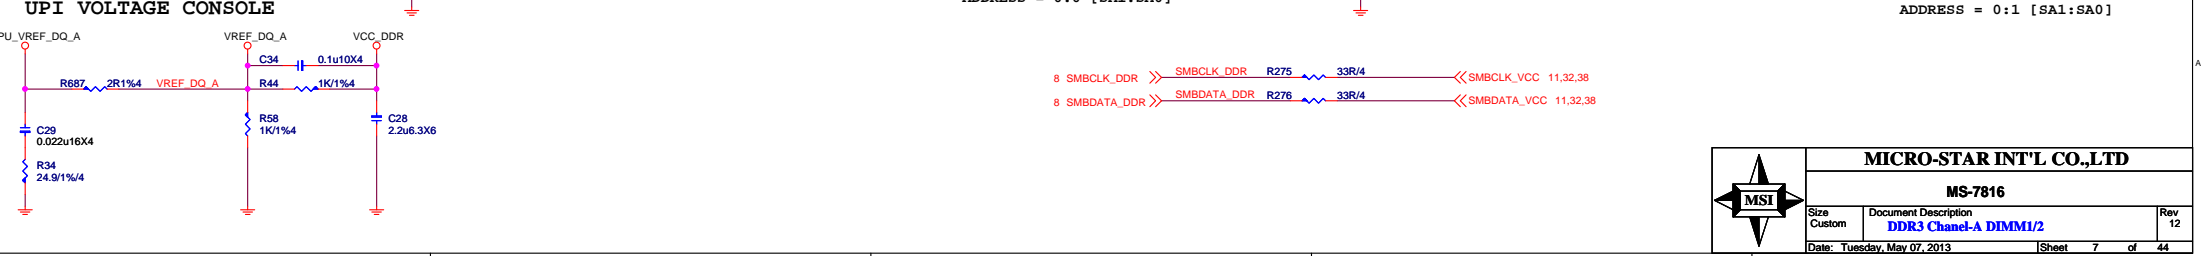 UPI VOLTAGE CONSOLE
ADDRESS = 0:1 [SA1:SA0]
PU_VREF_DQ_A
VREF_DQ_A
VCC_DDR
C34
0.1u10X4
R687
2R1%4
VREF_DQ_A
R44
1K/1%4
R58
1K/1%4
C28
2.2u6.3X6
C29
0.022u16X4
R34
24.9/1%/4
8 SMBCLK_DDR
SMBCLK_DDR
R275
33R/4
SMBCLK_VCC 11,32,38
8 SMBDATA_DDR
SMBDATA_DDR
R276
33R/4
SMBDATA_VCC 11,32,38
A
MSI
MICRO-STAR INT'L CO.,LTD
MS-7816
Size
Custom
Document Description
DDR3 Chanel-A DIMM1/2
Rev
12
Date: Tuesday, May 07, 2013
Sheet 7 of 44